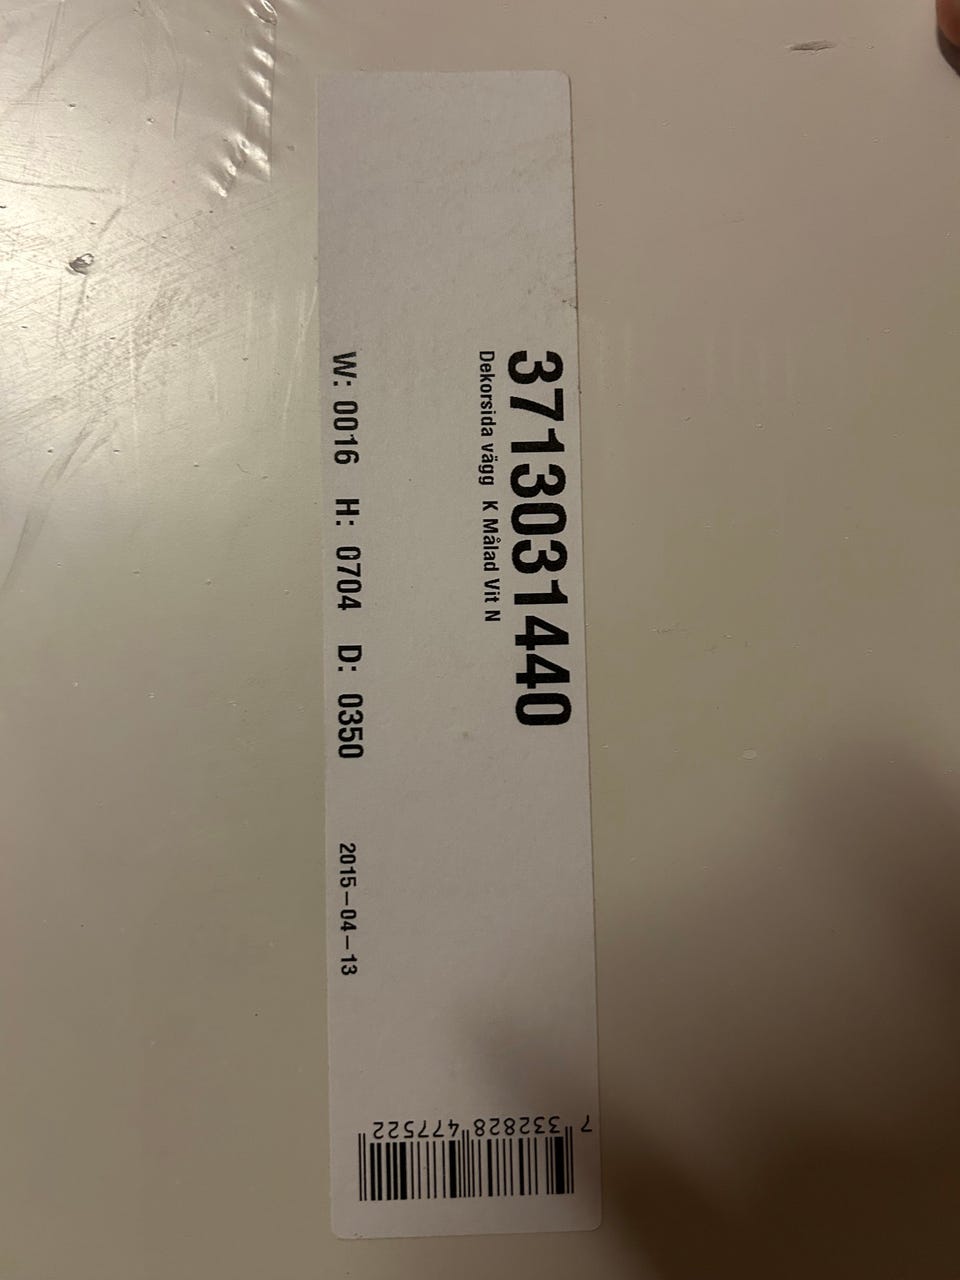 3713031440
Dekorsida vägg K Målad Vit N
W: 0016 H: 0704 D: 0350 2015-04-13
7 332828 477522